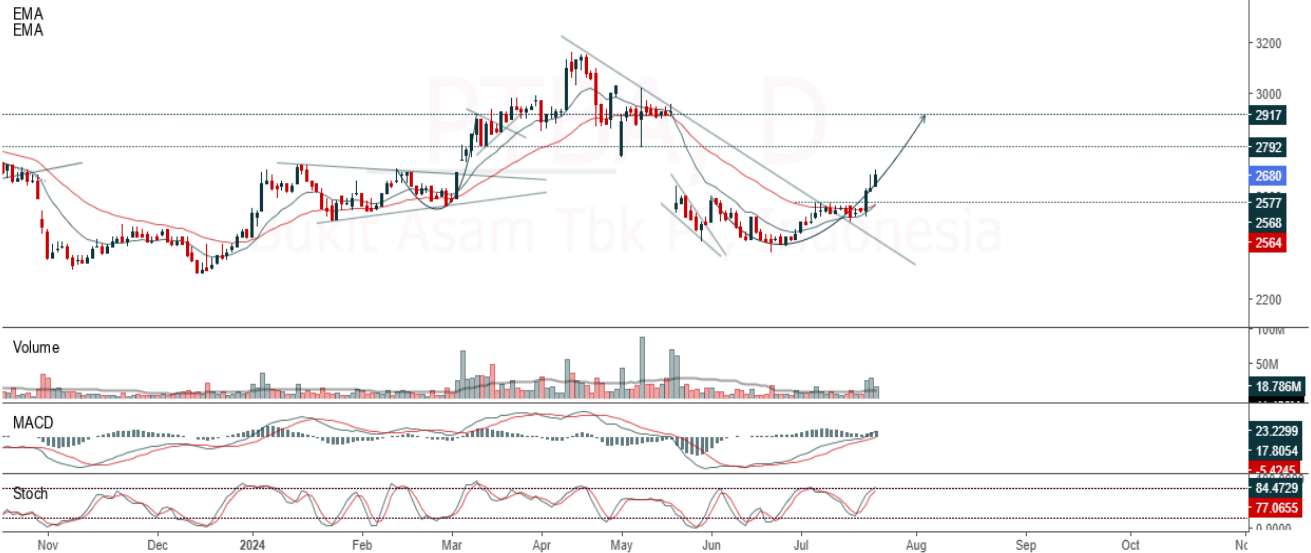 EMA
EMA
PTBA, D
Bukit Asam Tbk
3200
3000
2917
2792
2680
2577
2568
2564
2200
Volume
100M
50M
18.786M
MACD
23.2299
17.8054
5.4245
Stoch
84.4729
77.0655
0.0000
Nov
Dec
2024
Feb
Mar
Apr
May
Jun
Jul
Aug
Sep
Oct